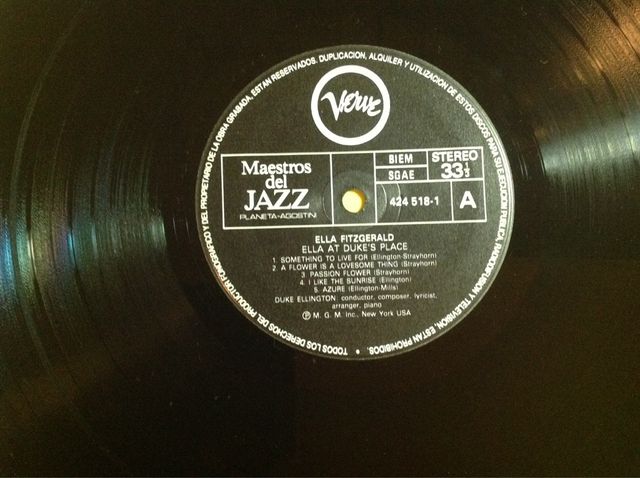 TODOS LOS DERECHOS DEL PRODUCTOR FONOGRAFICO Y DEL PROPIETARIO DE LA OBRA GRABADA, ESTAN RESERVADOS. DUPLICACION, ALQUILER Y UTILIZACION DE ESTOS DISCOS PARA SU EJECUCION PUBLICA, RADIODIFUSION Y TELEVISION, ESTAN PROHIBIDOS. •
Verve
Maestros
del
JAZZ
PLANETA-AGOSTINI
BIEM
SGAE
STEREO
33⅓
424 518-1
A
ELLA FITZGERALD
ELLA AT DUKE'S PLACE
1. SOMETHING TO LIVE FOR (Ellington-Strayhorn)
2. A FLOWER IS A LOVESOME THING (Strayhorn)
3. PASSION FLOWER (Strayhorn)
4. I LIKE THE SUNRISE (Ellington)
5. AZURE (Ellington-Mills)
DUKE ELLINGTON: conductor, composer, lyricist,
arranger, piano
Ⓟ M. G. M. Inc., New York USA